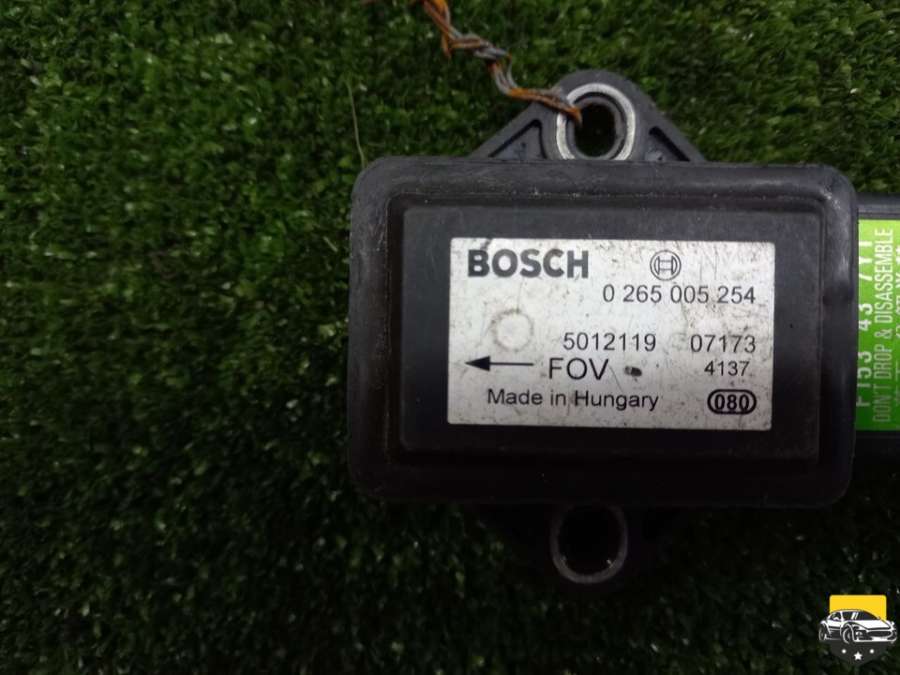 BOSCH
0 265 005 254
5012119 07173
FOV 4137
Made in Hungary 080
DON'T DROP & DISASSEMBLE